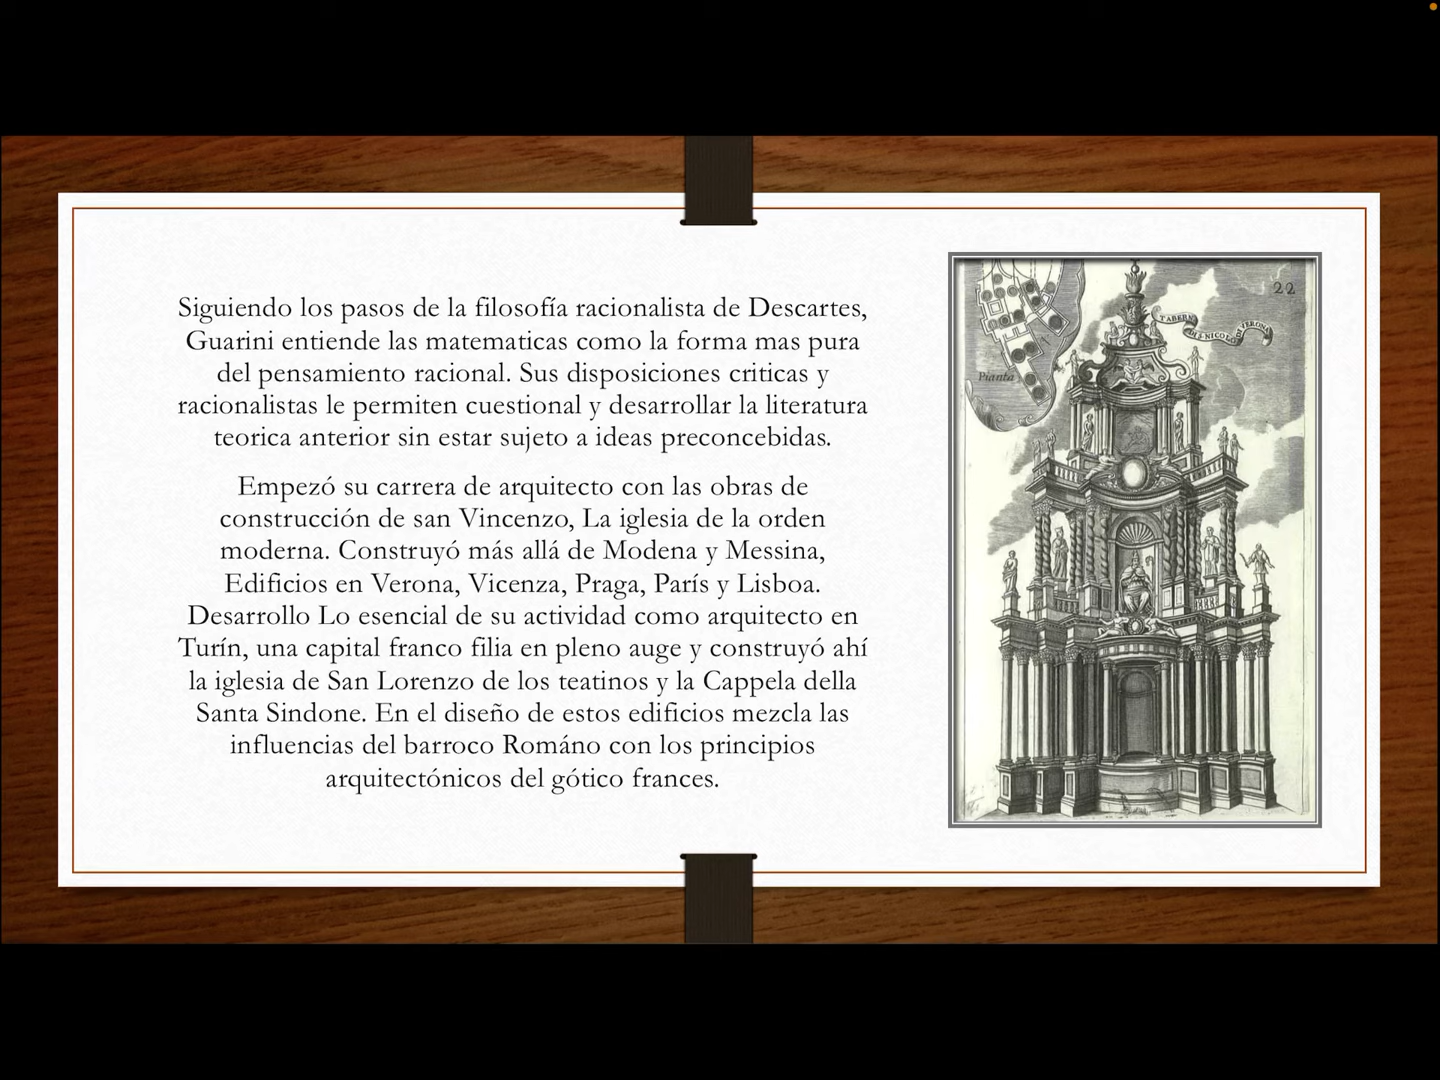 Siguiendo los pasos de la filosofía racionalista de Descartes,
Guarini entiende las matematicas como la forma mas pura
del pensamiento racional. Sus disposiciones criticas y
racionalistas le permiten cuestional y desarrollar la literatura
teorica anterior sin estar sujeto a ideas preconcebidas.
Empezó su carrera de arquitecto con las obras de
construcción de san Vincenzo, La iglesia de la orden
moderna. Construyó más allá de Modena y Messina,
Edificios en Verona, Vicenza, Praga, París y Lisboa.
Desarrollo Lo esencial de su actividad como arquitecto en
Turín, una capital franco filia en pleno auge y construyó ahí
la iglesia de San Lorenzo de los teatinos y la Cappela della
Santa Sindone. En el diseño de estos edificios mezcla las
influencias del barroco Románo con los principios
arquitectónicos del gótico frances.
22
Pianta